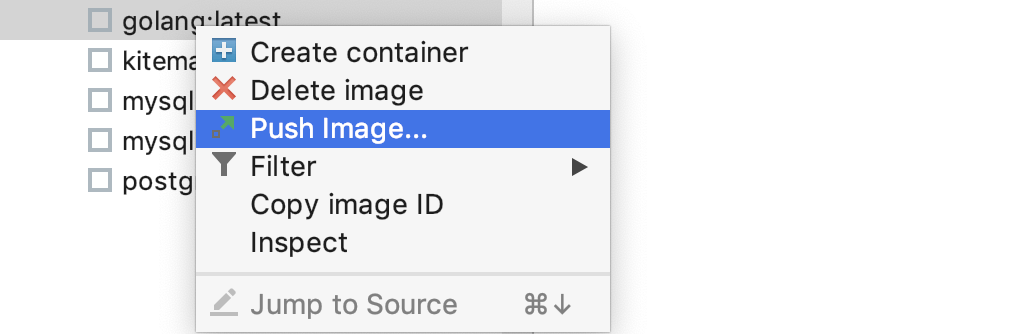 golang:latest
Create container
Delete image
Push Image...
Filter
Copy image ID
Inspect
Jump to Source ⌘↓
kitema
mysql
mysql
postg